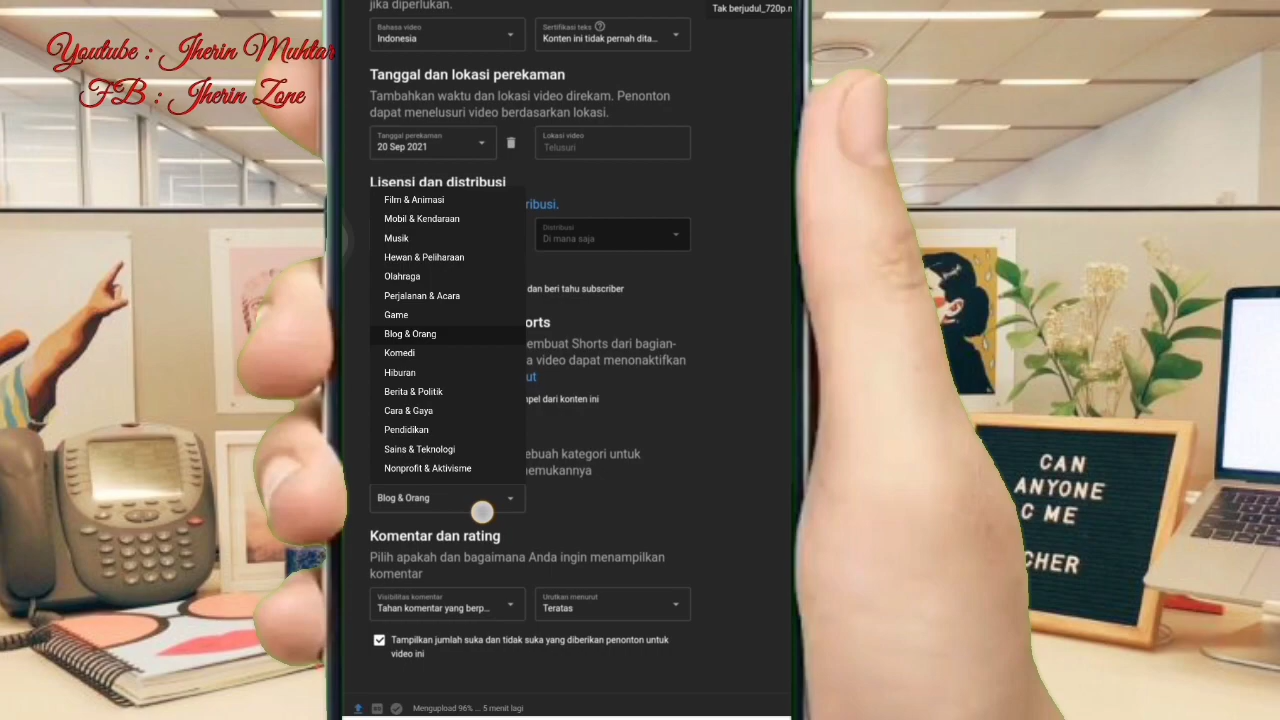 Youtube : Jherin Muhtar
FB : Jherin Zone
jika diperlukan.
Tak berjudul_720p.m
Bahasa video
Indonesia
Sertifikasi teks
Konten ini tidak pernah dita...
Tanggal dan lokasi perekaman
Tambahkan waktu dan lokasi video direkam. Penonton
dapat menelusuri video berdasarkan lokasi.
Tanggal perekaman
20 Sep 2021
Lokasi video
Telusuri
Lisensi dan distribusi
ribusi.
Film & Animasi
Mobil & Kendaraan
Musik
Hewan & Peliharaan
Olahraga
Perjalanan & Acara
Game
Blog & Orang
Komedi
Hiburan
Berita & Politik
Cara & Gaya
Pendidikan
Sains & Teknologi
Nonprofit & Aktivisme
Distribusi
Di mana saja
dan beri tahu subscriber
orts
embuat Shorts dari bagian-
a video dapat menonaktifkan
ut
npel dari konten ini
ebuah kategori untuk
nemukannya
Blog & Orang
Komentar dan rating
Pilih apakah dan bagaimana Anda ingin menampilkan
komentar
Visibilitas komentar
Tahan komentar yang berp...
Urutkan menurut
Teratas
Tampilkan jumlah suka dan tidak suka yang diberikan penonton untuk
video ini
Mengupload 96% ... 5 menit lagi
CAN
ANYONE
C ME
CHER